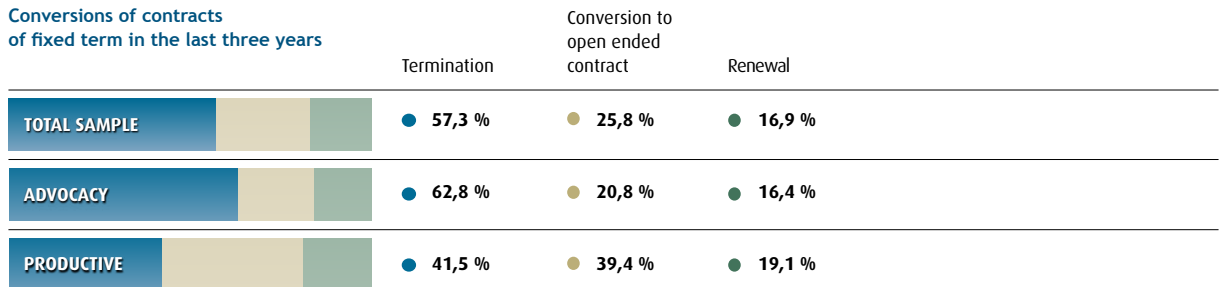 Conversions of contracts
of fixed term in the last three years
Termination
Conversion to
open ended
contract
Renewal
TOTAL SAMPLE 57,3 % 25,8 % 16,9 %
ADVOCACY 62,8 % 20,8 % 16,4 %
PRODUCTIVE 41,5 % 39,4 % 19,1 %